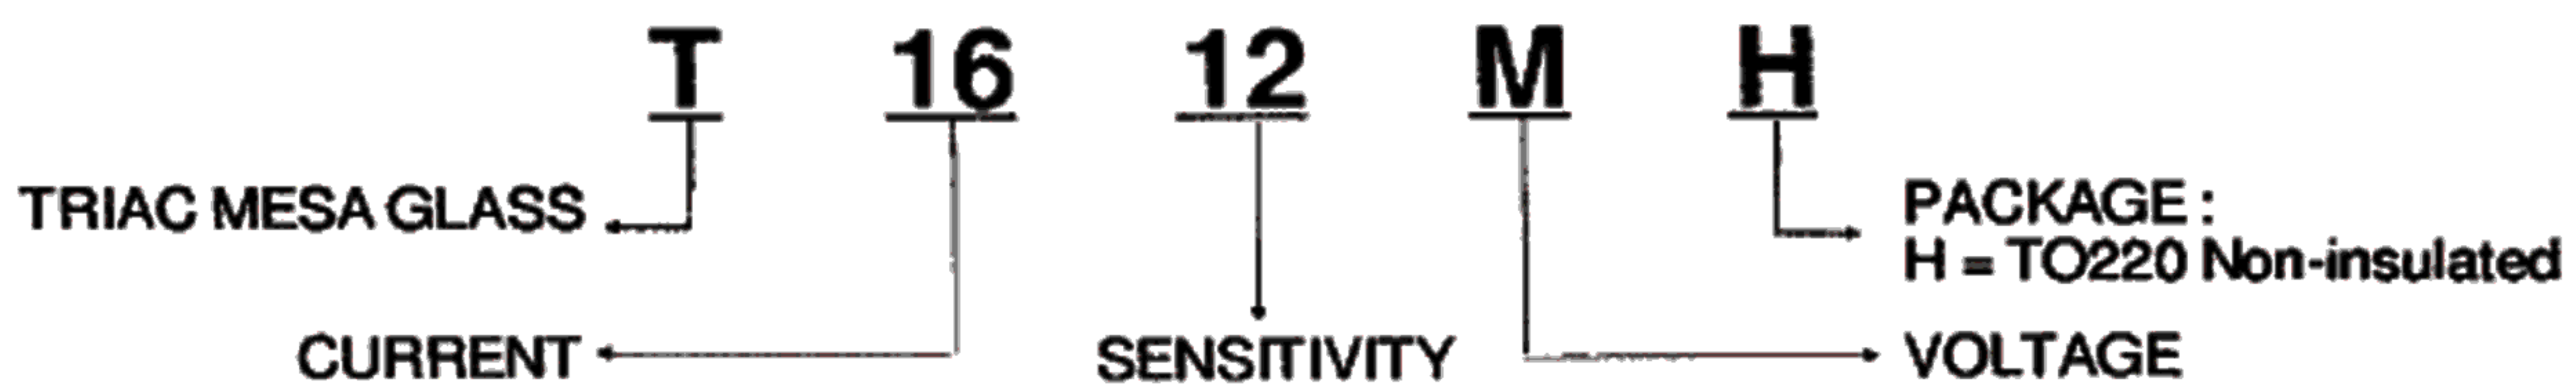 T 16 12 M H
TRIAC MESA GLASS
PACKAGE :
H = TO220 Non-insulated
CURRENT
SENSITIVITY
VOLTAGE